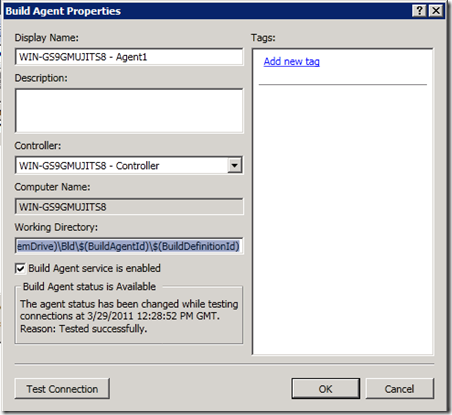 Build Agent Properties
Display Name:
WIN-GS9GMUJITS8 - Agent1
Description:
Controller:
WIN-GS9GMUJITS8 - Controller
Computer Name:
WIN-GS9GMUJITS8
Working Directory:
emDrive)\Bld\$(BuildAgentId)\$(BuildDefinitionId)
Build Agent service is enabled
Build Agent status is Available
The agent status has been changed while testing
connections at 3/29/2011 12:28:52 PM GMT.
Reason: Tested successfully.
Tags:
Add new tag
Test Connection
OK
Cancel